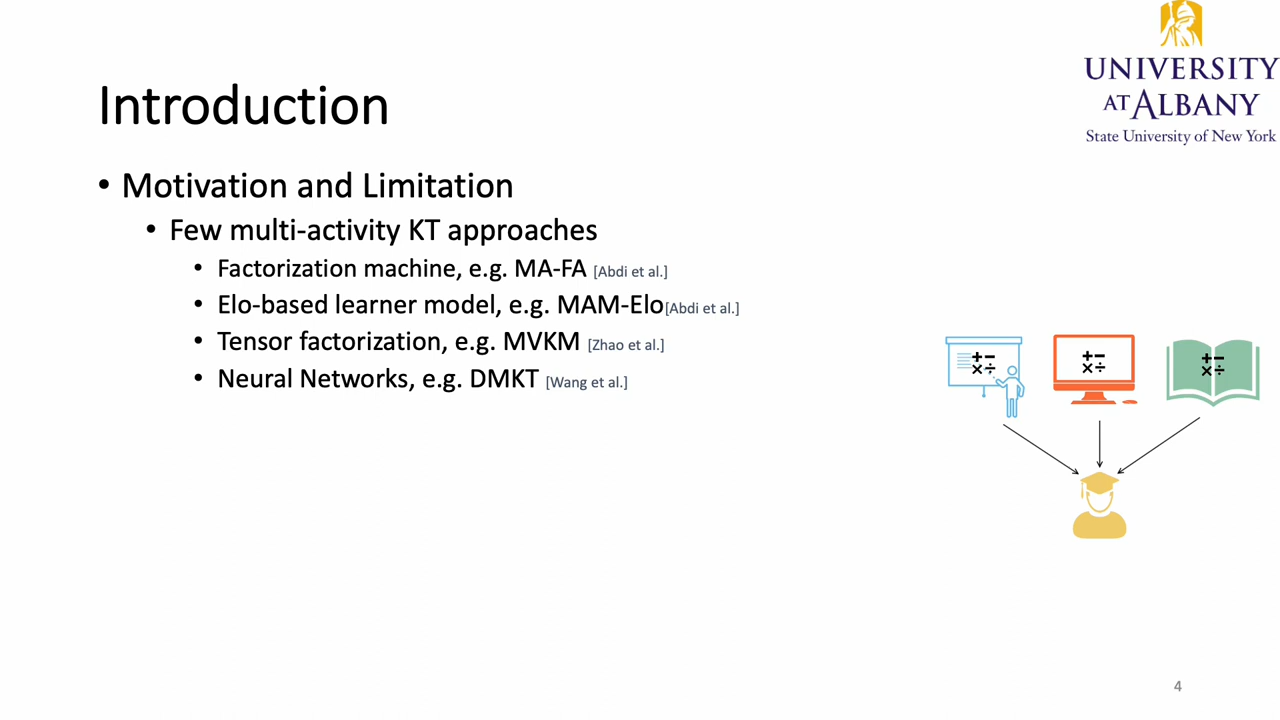 UNIVERSITY
AT ALBANY
State University of New York
Introduction
• Motivation and Limitation
• Few multi-activity KT approaches
• Factorization machine, e.g. MA-FA [Abdi et al.]
• Elo-based learner model, e.g. MAM-Elo[Abdi et al.]
• Tensor factorization, e.g. MVKM [Zhao et al.]
• Neural Networks, e.g. DMKT [Wang et al.]
+−
×÷
+−
×÷
+−
×÷
4